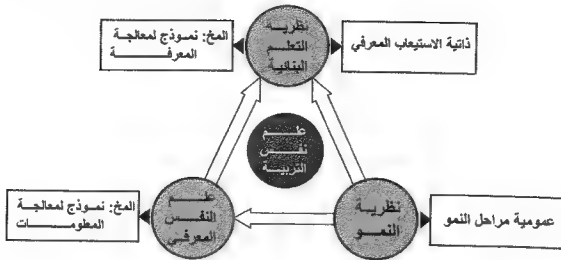 نظرية
التعلم
البنائية
ذاتية الاستيعاب المعرفي
المخ: نموذج لمعالجة
المعرفة
علم
نفس
التربية
نظرية
النمو
عمومية مراحل النمو
علم
النفس
المعرفي
المخ: نموذج لمعالجة
المعلومات